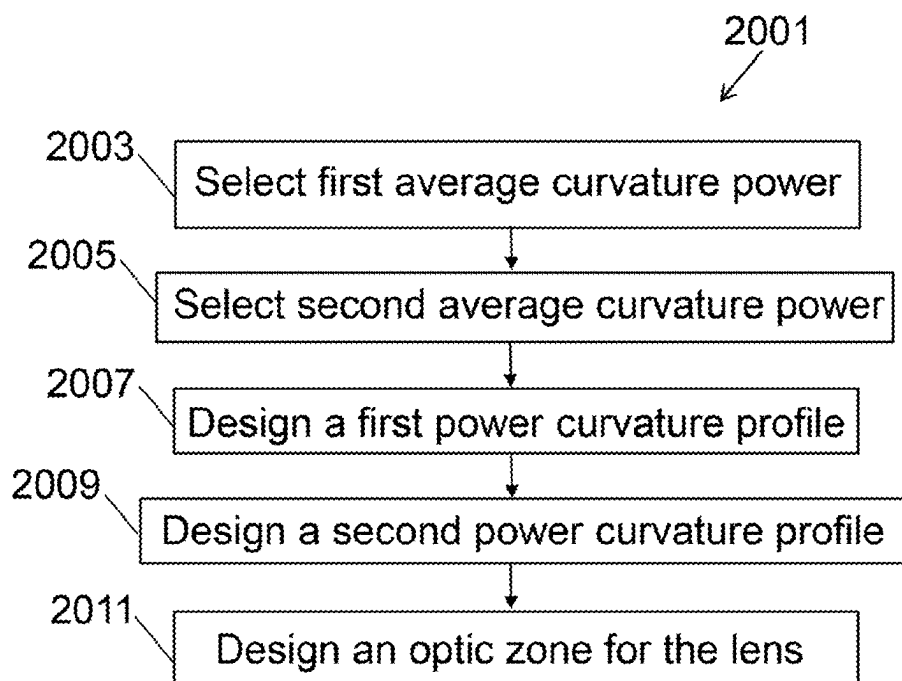 2001
2003
Select first average curvature power
2005
Select second average curvature power
2007
Design a first power curvature profile
2009
Design a second power curvature profile
2011
Design an optic zone for the lens